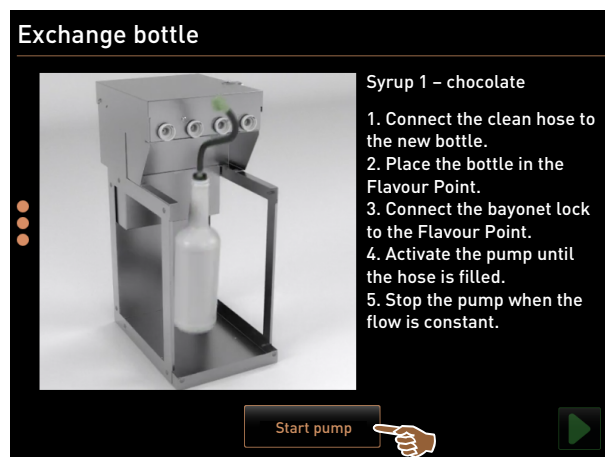 Exchange bottle
Syrup 1 – chocolate
1. Connect the clean hose to
the new bottle.
2. Place the bottle in the
Flavour Point.
3. Connect the bayonet lock
to the Flavour Point.
4. Activate the pump until
the hose is filled.
5. Stop the pump when the
flow is constant.
Start pump